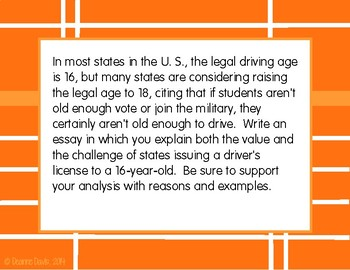 In most states in the U. S., the legal driving age
is 16, but many states are considering raising
the legal age to 18, citing that if students aren't
old enough vote or join the military, they
certainly aren't old enough to drive.  Write an
essay in which you explain both the value and
the challenge of states issuing a driver's
license to a 16-year-old.  Be sure to support
your analysis with reasons and examples.